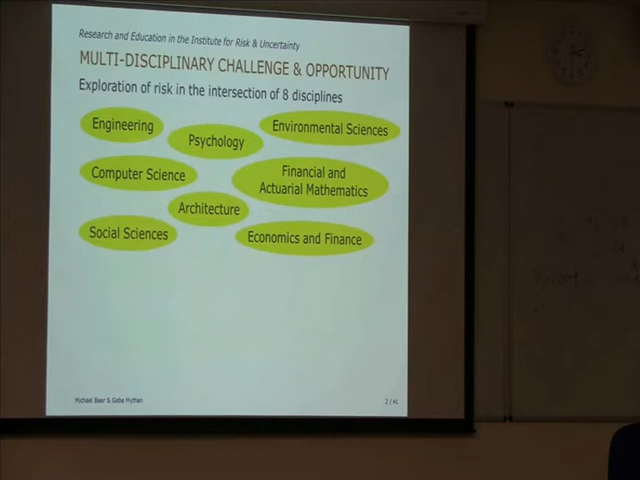 Research and Education in the Institute for Risk & Uncertainty
MULTI-DISCIPLINARY CHALLENGE & OPPORTUNITY
Exploration of risk in the intersection of 8 disciplines
Engineering
Psychology
Environmental Sciences
Computer Science
Financial and
Actuarial Mathematics
Architecture
Social Sciences
Economics and Finance
Michael Beer & Gabe Mythen
2 / 41